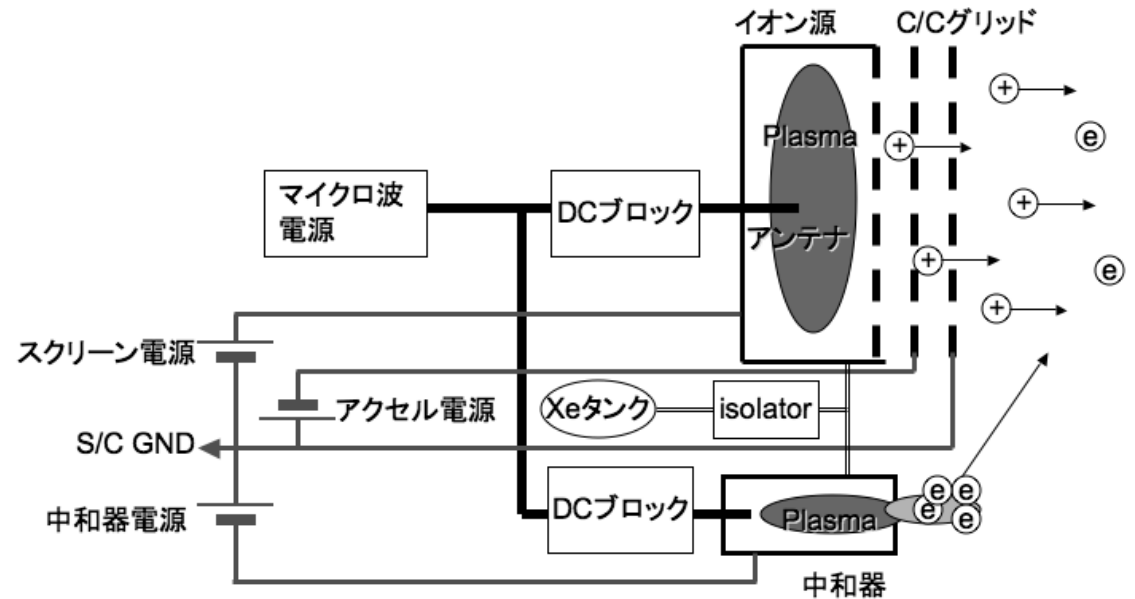 イオン源
C/Cグリッド
+
e
Plasma
+
マイクロ波
電源
DCブロック
アンテナ
+
+
e
+
スクリーン電源
アクセル電源
Xeタンク
isolator
S/C GND
中和器電源
DCブロック
Plasma
e
e
e
e
中和器